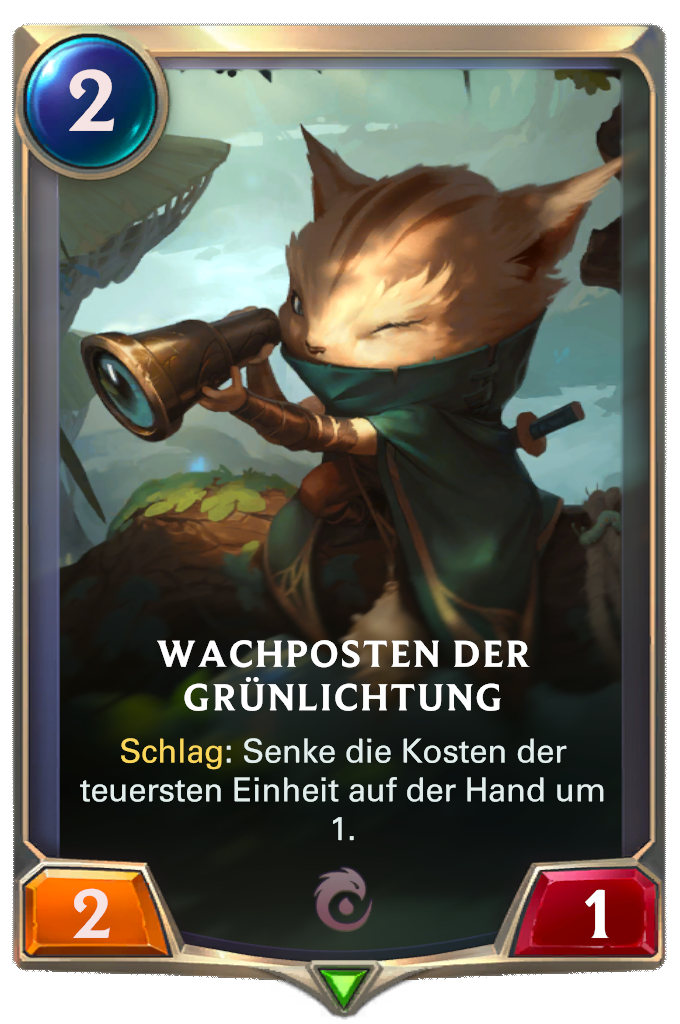 2
WACHPOSTEN DER
GRÜNLICHTUNG
Schlag: Senke die Kosten der
teuersten Einheit auf der Hand um
1.
2
1